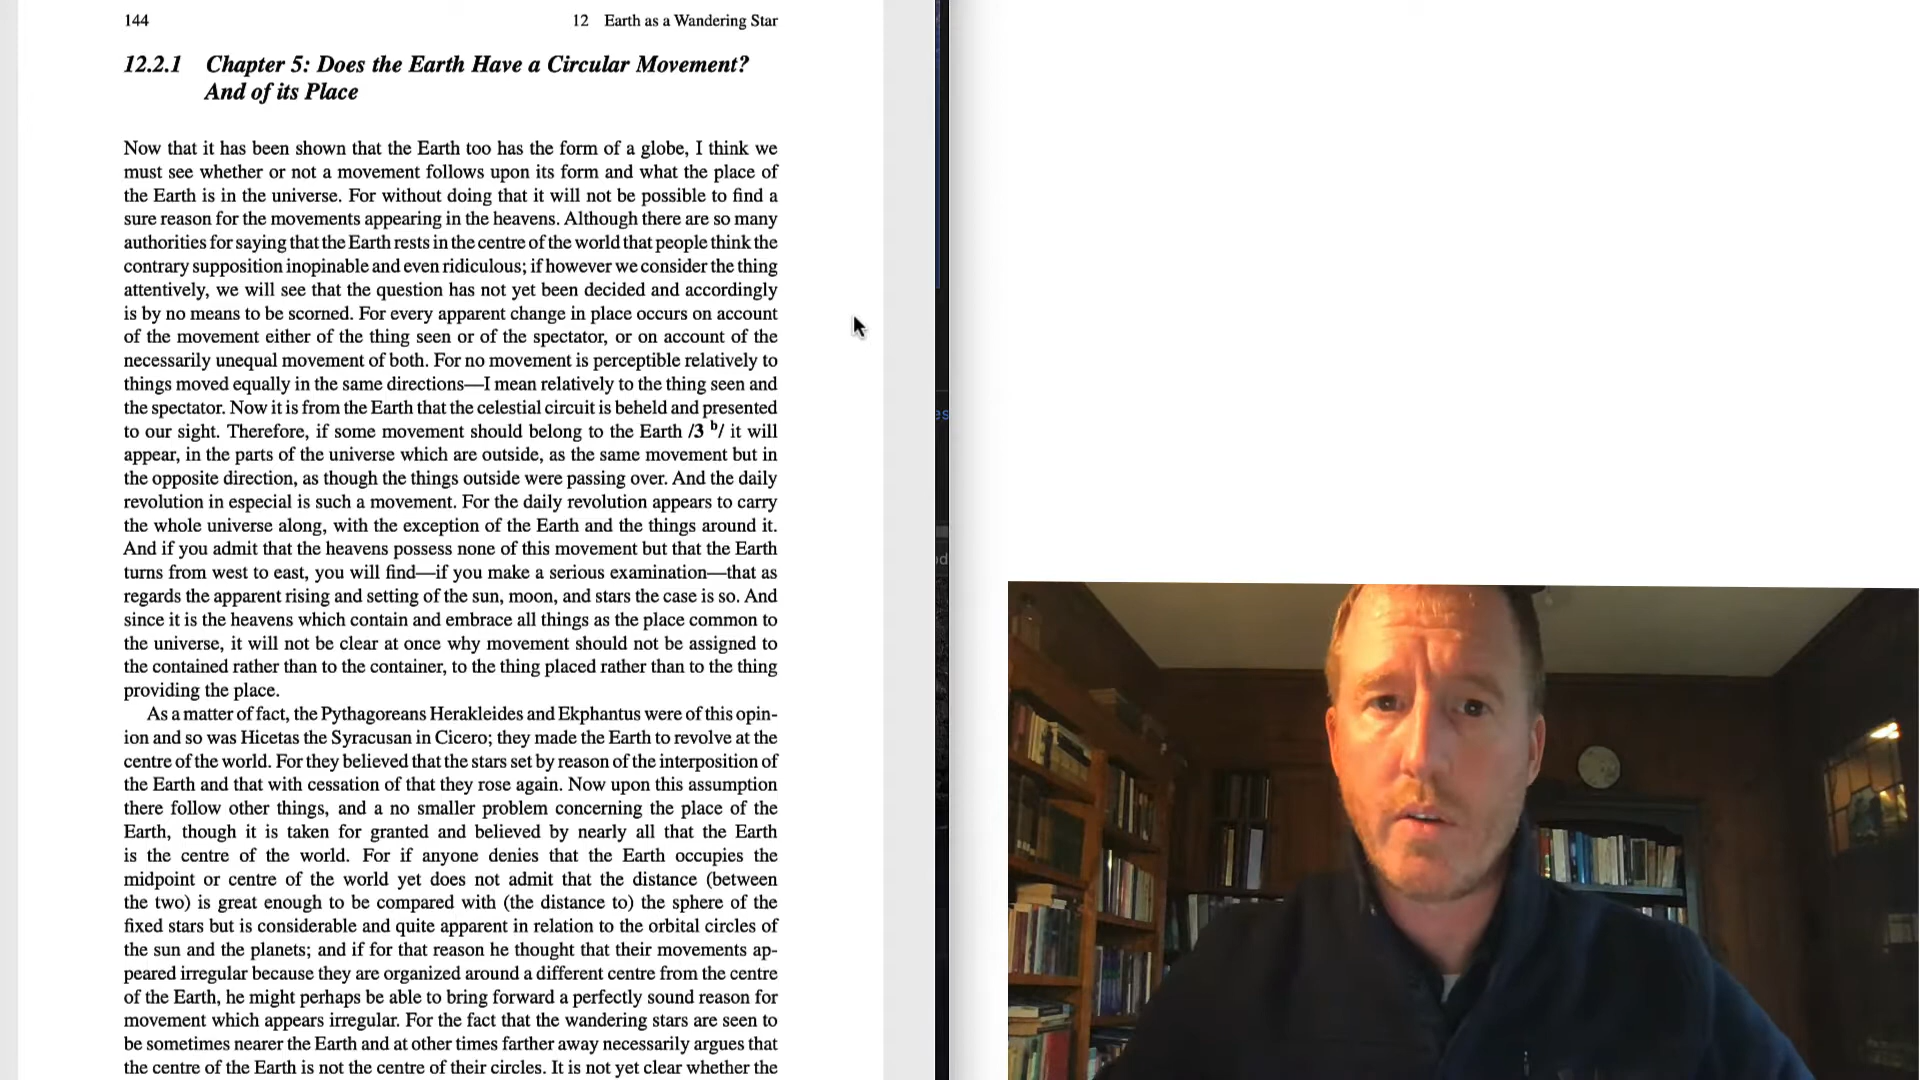 144
12 Earth as a Wandering Star
12.2.1 Chapter 5: Does the Earth Have a Circular Movement?
And of its Place
Now that it has been shown that the Earth too has the form of a globe, I think we
must see whether or not a movement follows upon its form and what the place of
the Earth is in the universe. For without doing that it will not be possible to find a
sure reason for the movements appearing in the heavens. Although there are so many
authorities for saying that the Earth rests in the centre of the world that people think the
contrary supposition inopinable and even ridiculous; if however we consider the thing
attentively, we will see that the question has not yet been decided and accordingly
is by no means to be scorned. For every apparent change in place occurs on account
of the movement either of the thing seen or of the spectator, or on account of the
necessarily unequal movement of both. For no movement is perceptible relatively to
things moved equally in the same directions—I mean relatively to the thing seen and
the spectator. Now it is from the Earth that the celestial circuit is beheld and presented
to our sight. Therefore, if some movement should belong to the Earth /3 b/ it will
appear, in the parts of the universe which are outside, as the same movement but in
the opposite direction, as though the things outside were passing over. And the daily
revolution in especial is such a movement. For the daily revolution appears to carry
the whole universe along, with the exception of the Earth and the things around it.
And if you admit that the heavens possess none of this movement but that the Earth
turns from west to east, you will find—if you make a serious examination—that as
regards the apparent rising and setting of the sun, moon, and stars the case is so. And
since it is the heavens which contain and embrace all things as the place common to
the universe, it will not be clear at once why movement should not be assigned to
the contained rather than to the container, to the thing placed rather than to the thing
providing the place.
As a matter of fact, the Pythagoreans Herakleides and Ekphantus were of this opin-
ion and so was Hicetas the Syracusan in Cicero; they made the Earth to revolve at the
centre of the world. For they believed that the stars set by reason of the interposition of
the Earth and that with cessation of that they rose again. Now upon this assumption
there follow other things, and a no smaller problem concerning the place of the
Earth, though it is taken for granted and believed by nearly all that the Earth
is the centre of the world. For if anyone denies that the Earth occupies the
midpoint or centre of the world yet does not admit that the distance (between
the two) is great enough to be compared with (the distance to) the sphere of the
fixed stars but is considerable and quite apparent in relation to the orbital circles of
the sun and the planets; and if for that reason he thought that their movements ap-
peared irregular because they are organized around a different centre from the centre
of the Earth, he might perhaps be able to bring forward a perfectly sound reason for
movement which appears irregular. For the fact that the wandering stars are seen to
be sometimes nearer the Earth and at other times farther away necessarily argues that
the centre of the Earth is not the centre of their circles. It is not yet clear whether the